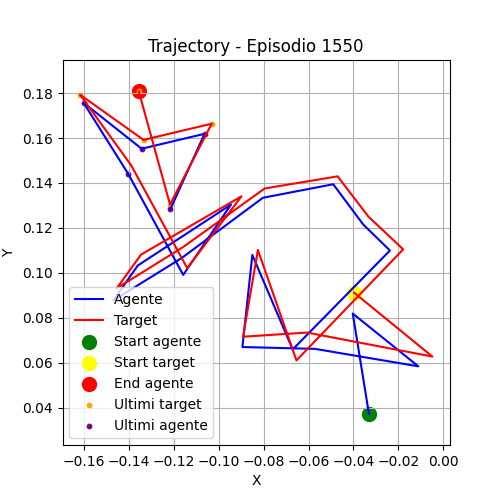 Trajectory - Episodio 1550
Y
0.18
0.16
0.14
0.12
0.10
0.08
0.06
0.04
Agente
Target
Start agente
Start target
End agente
Ultimi target
Ultimi agente
−0.16 −0.14 −0.12 −0.10 −0.08 −0.06 −0.04 −0.02 0.00
X